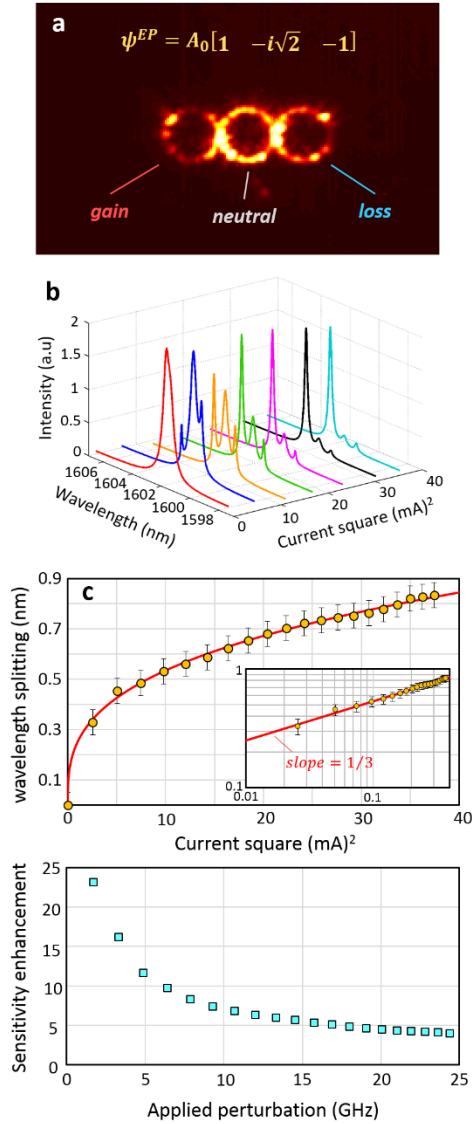 a
ψᴱᴾ = A₀[1 −i√2 −1]
gain
neutral
loss
b
Intensity (a.u)
2
1.5
1
0.5
0
1606
1604
1602
1600
1598
Wavelength (nm)
0
10
20
30
40
Current square (mA)²
c
wavelength splitting (nm)
0.9
0.7
0.5
0.3
0.1
1
0.1
0.01
0.1
slope = 1/3
0
10
20
30
40
Current square (mA)²
Sensitivity enhancement
25
20
15
10
5
0
0
5
10
15
20
25
Applied perturbation (GHz)